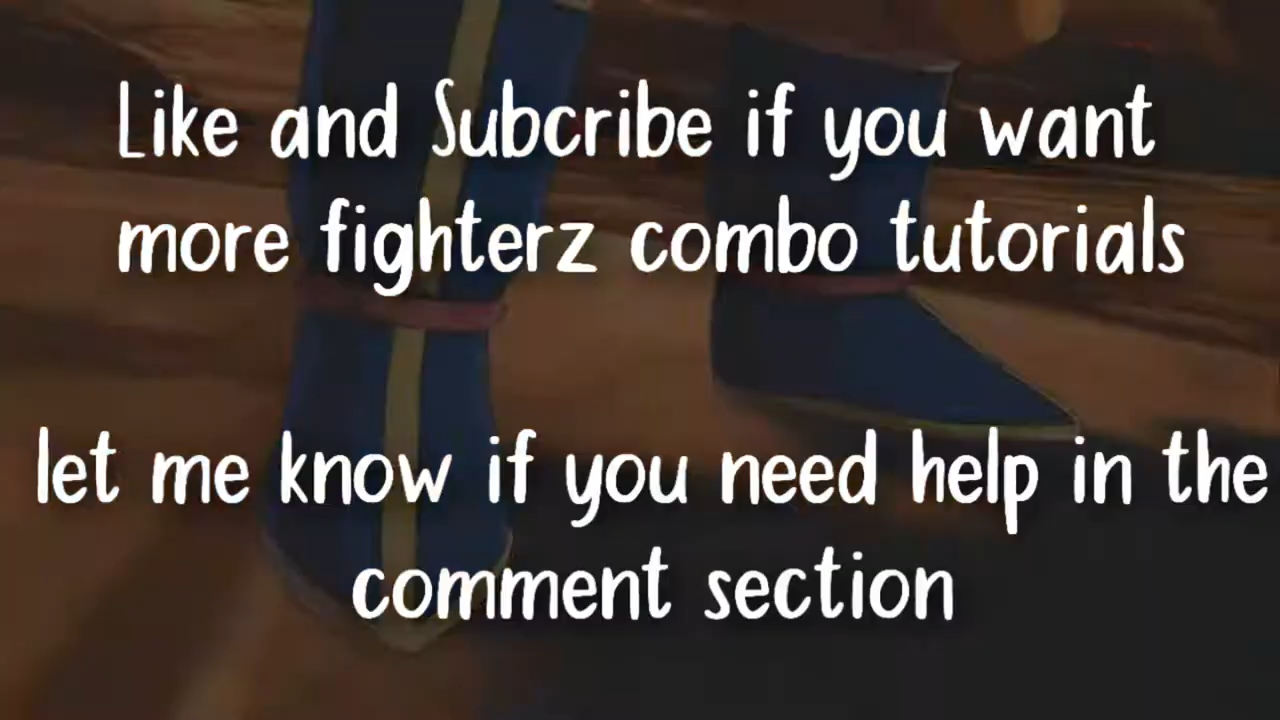 Like and Subcribe if you want
more fighterz combo tutorials
let me know if you need help in the
comment section